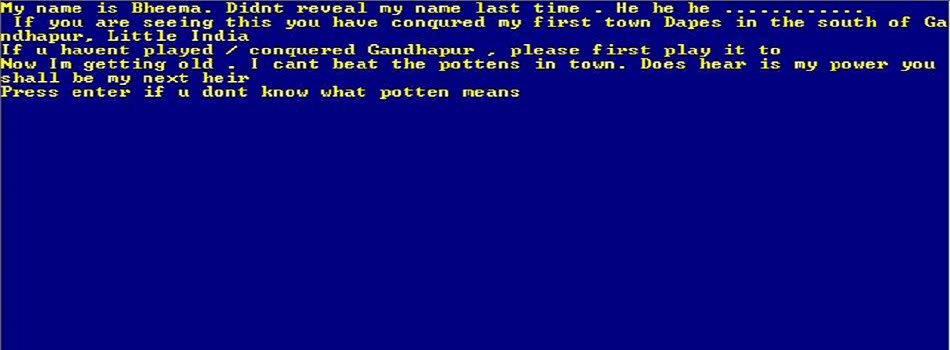 My name is Bheema. Didnt reveal my name last time . He he he ............
 If you are seeing this you have conqured my first town Dapes in the south of Ga
ndhapur, Little India
If u havent played / conquered Gandhapur , please first play it to
Now Im getting old . I cant beat the pottens in town. Does hear is my power you
shall be my next heir
Press enter if u dont know what potten means